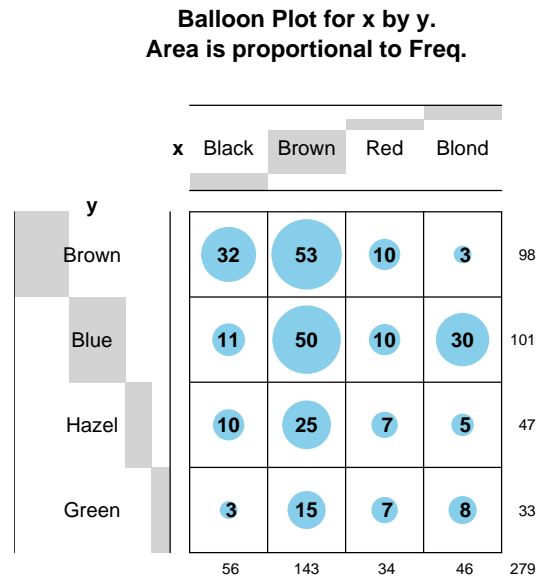 Balloon Plot for x by y.
Area is proportional to Freq.
x Black Brown Red Blond
y
Brown 32 53 10 3 98
Blue 11 50 10 30 101
Hazel 10 25 7 5 47
Green 3 15 7 8 33
56 143 34 46 279